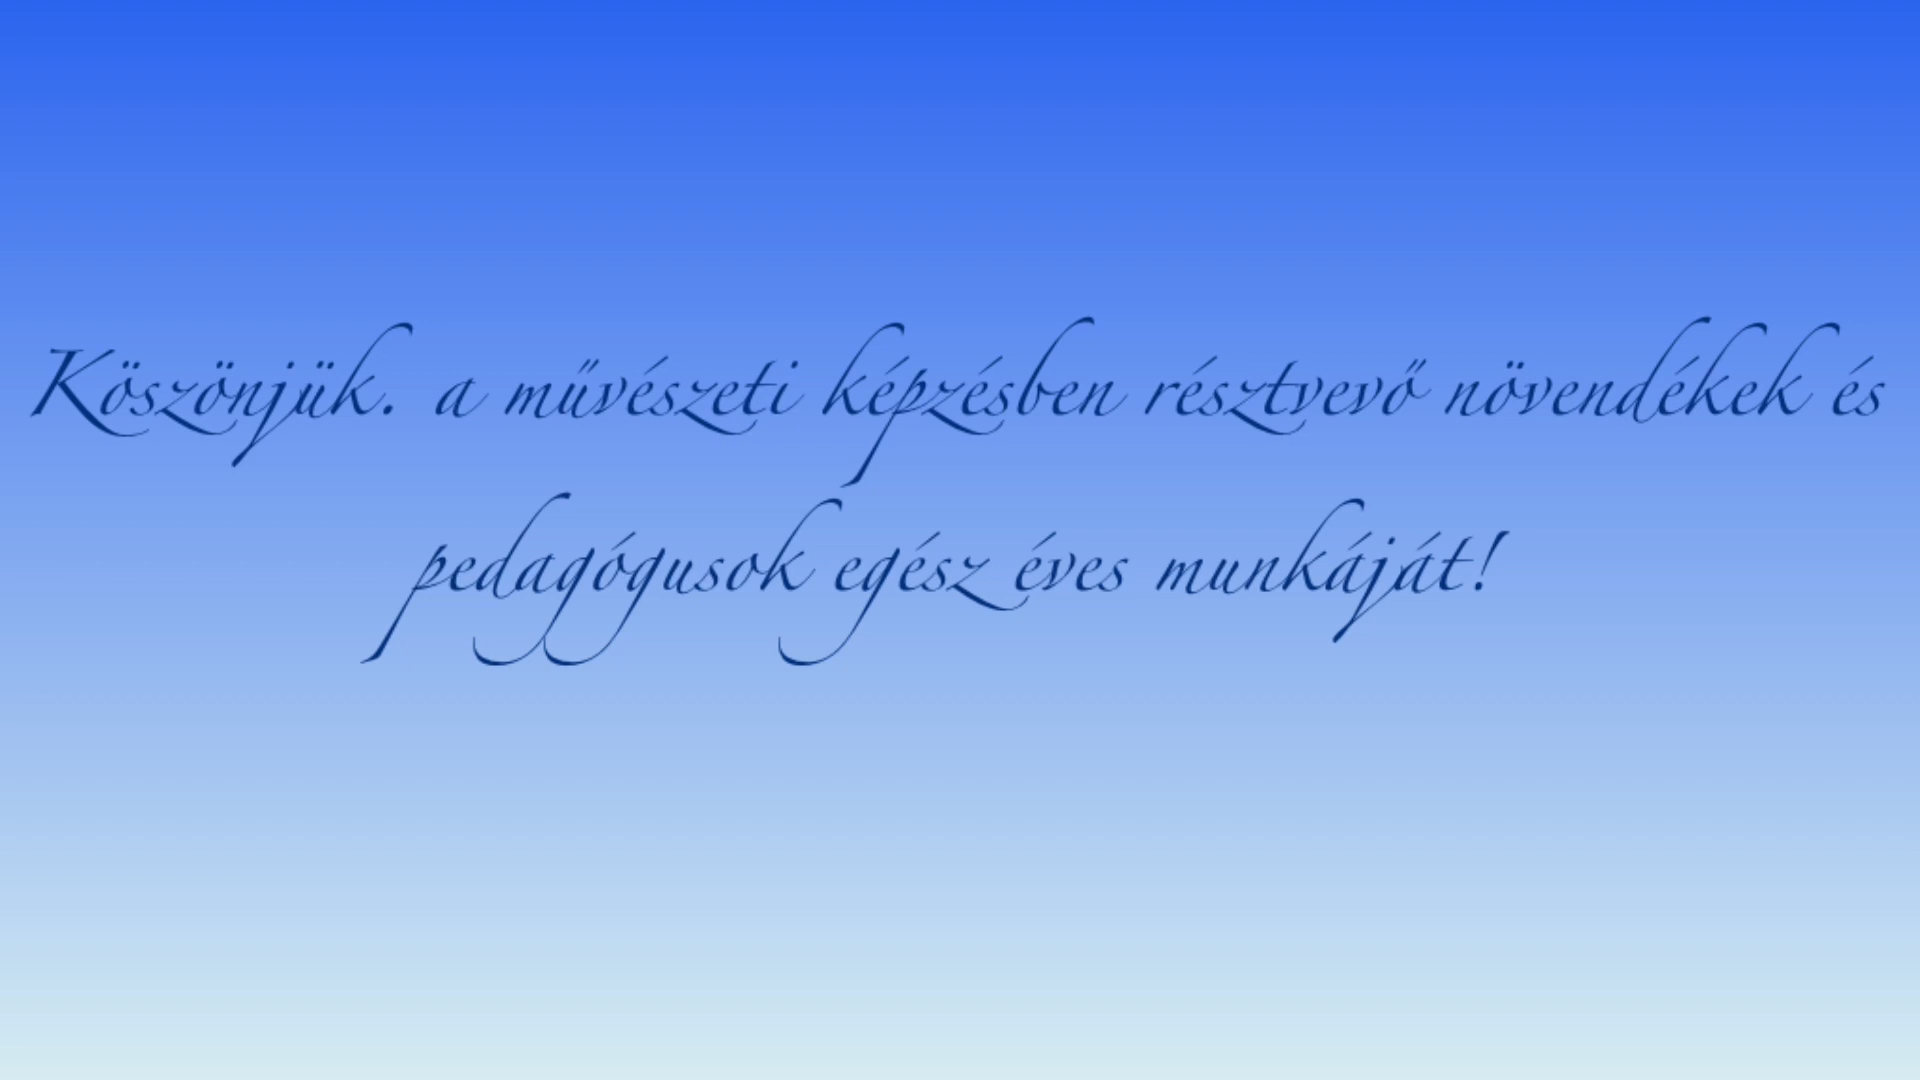 Köszönjük. a művészeti képzésben résztvevő növendékek és
pedagógusok egész éves munkáját!